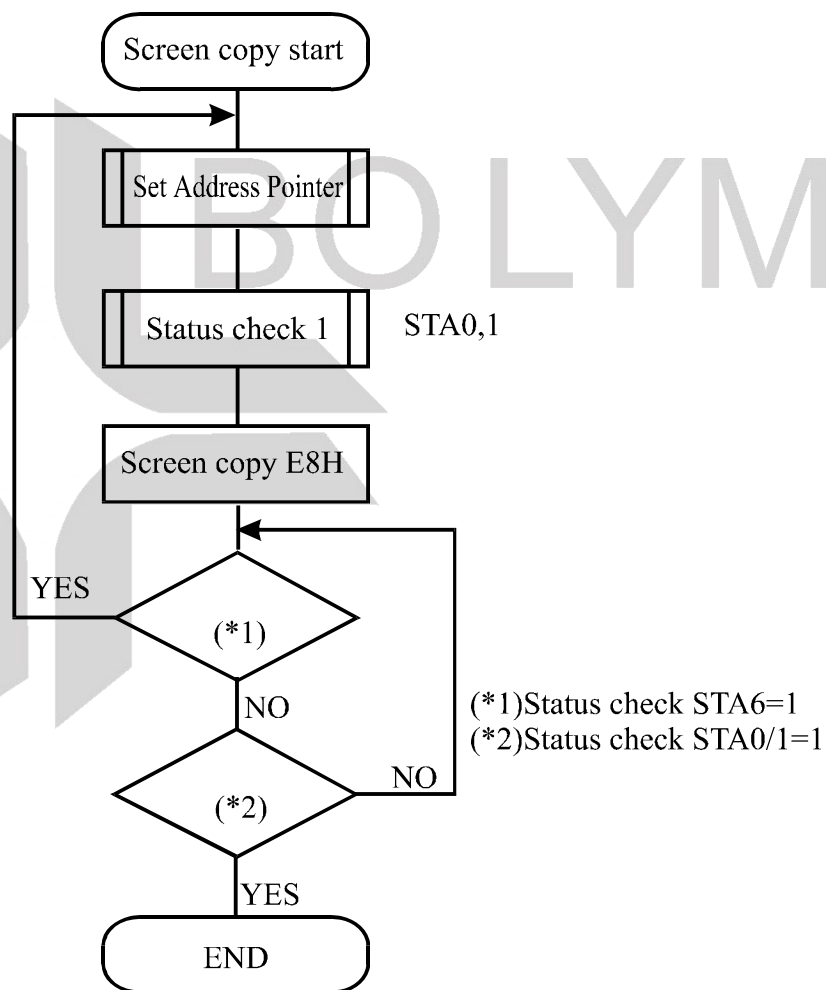 Screen copy start
BOLYM
Set Address Pointer
Status check 1
STA0,1
Screen copy E8H
YES
(*1)
NO
(*1)Status check STA6=1
(*2)Status check STA0/1=1
NO
(*2)
YES
END